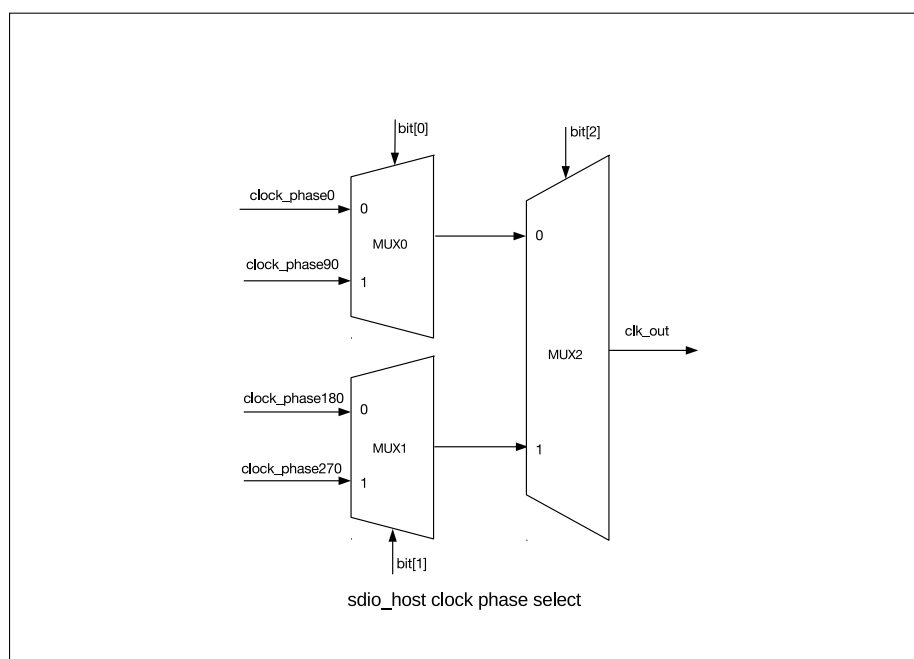 bit[0]
bit[2]
clock_phase0
0
MUX0
0
clock_phase90
1
clk_out
MUX2
clock_phase180
0
MUX1
1
clock_phase270
1
bit[1]
sdio_host clock phase select